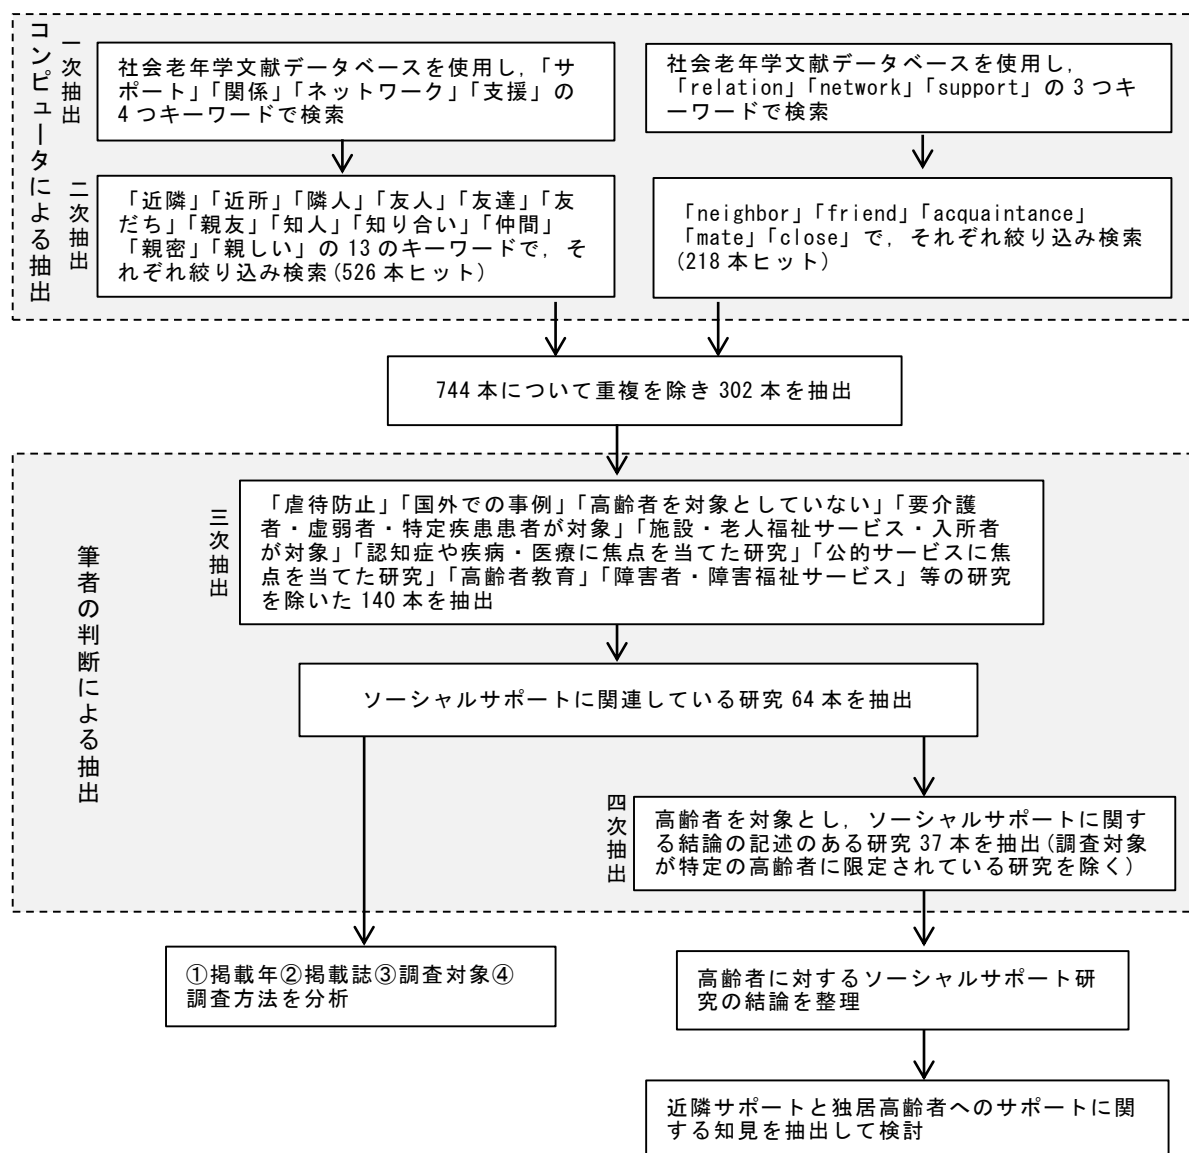 コンピュータによる抽出
一次抽出
社会老年学文献データベースを使用し,「サ
ポート」「関係」「ネットワーク」「支援」の
4つキーワードで検索
社会老年学文献データベースを使用し,
「relation」「network」「support」の3つキ
ーワードで検索
二次抽出
「近隣」「近所」「隣人」「友人」「友達」「友
だち」「親友」「知人」「知り合い」「仲間」
「親密」「親しい」の13のキーワードで, そ
れぞれ絞り込み検索(526本ヒット)
「neighbor」「friend」「acquaintance」
「mate」「close」で, それぞれ絞り込み検索
(218本ヒット)
744本について重複を除き302本を抽出
筆者の判断による抽出
三次抽出
「虐待防止」「国外での事例」「高齢者を対象としていない」「要介護
者・虚弱者・特定疾患患者が対象」「施設・老人福祉サービス・入所者
が対象」「認知症や疾病・医療に焦点を当てた研究」「公的サービスに焦
点を当てた研究」「高齢者教育」「障害者・障害福祉サービス」等の研究
を除いた140本を抽出
ソーシャルサポートに関連している研究64本を抽出
四次抽出
高齢者を対象とし, ソーシャルサポートに関す
る結論の記述のある研究37本を抽出(調査対象
が特定の高齢者に限定されている研究を除く)
①掲載年②掲載誌③調査対象④
調査方法を分析
高齢者に対するソーシャルサポート研
究の結論を整理
近隣サポートと独居高齢者へのサポートに関
する知見を抽出して検討